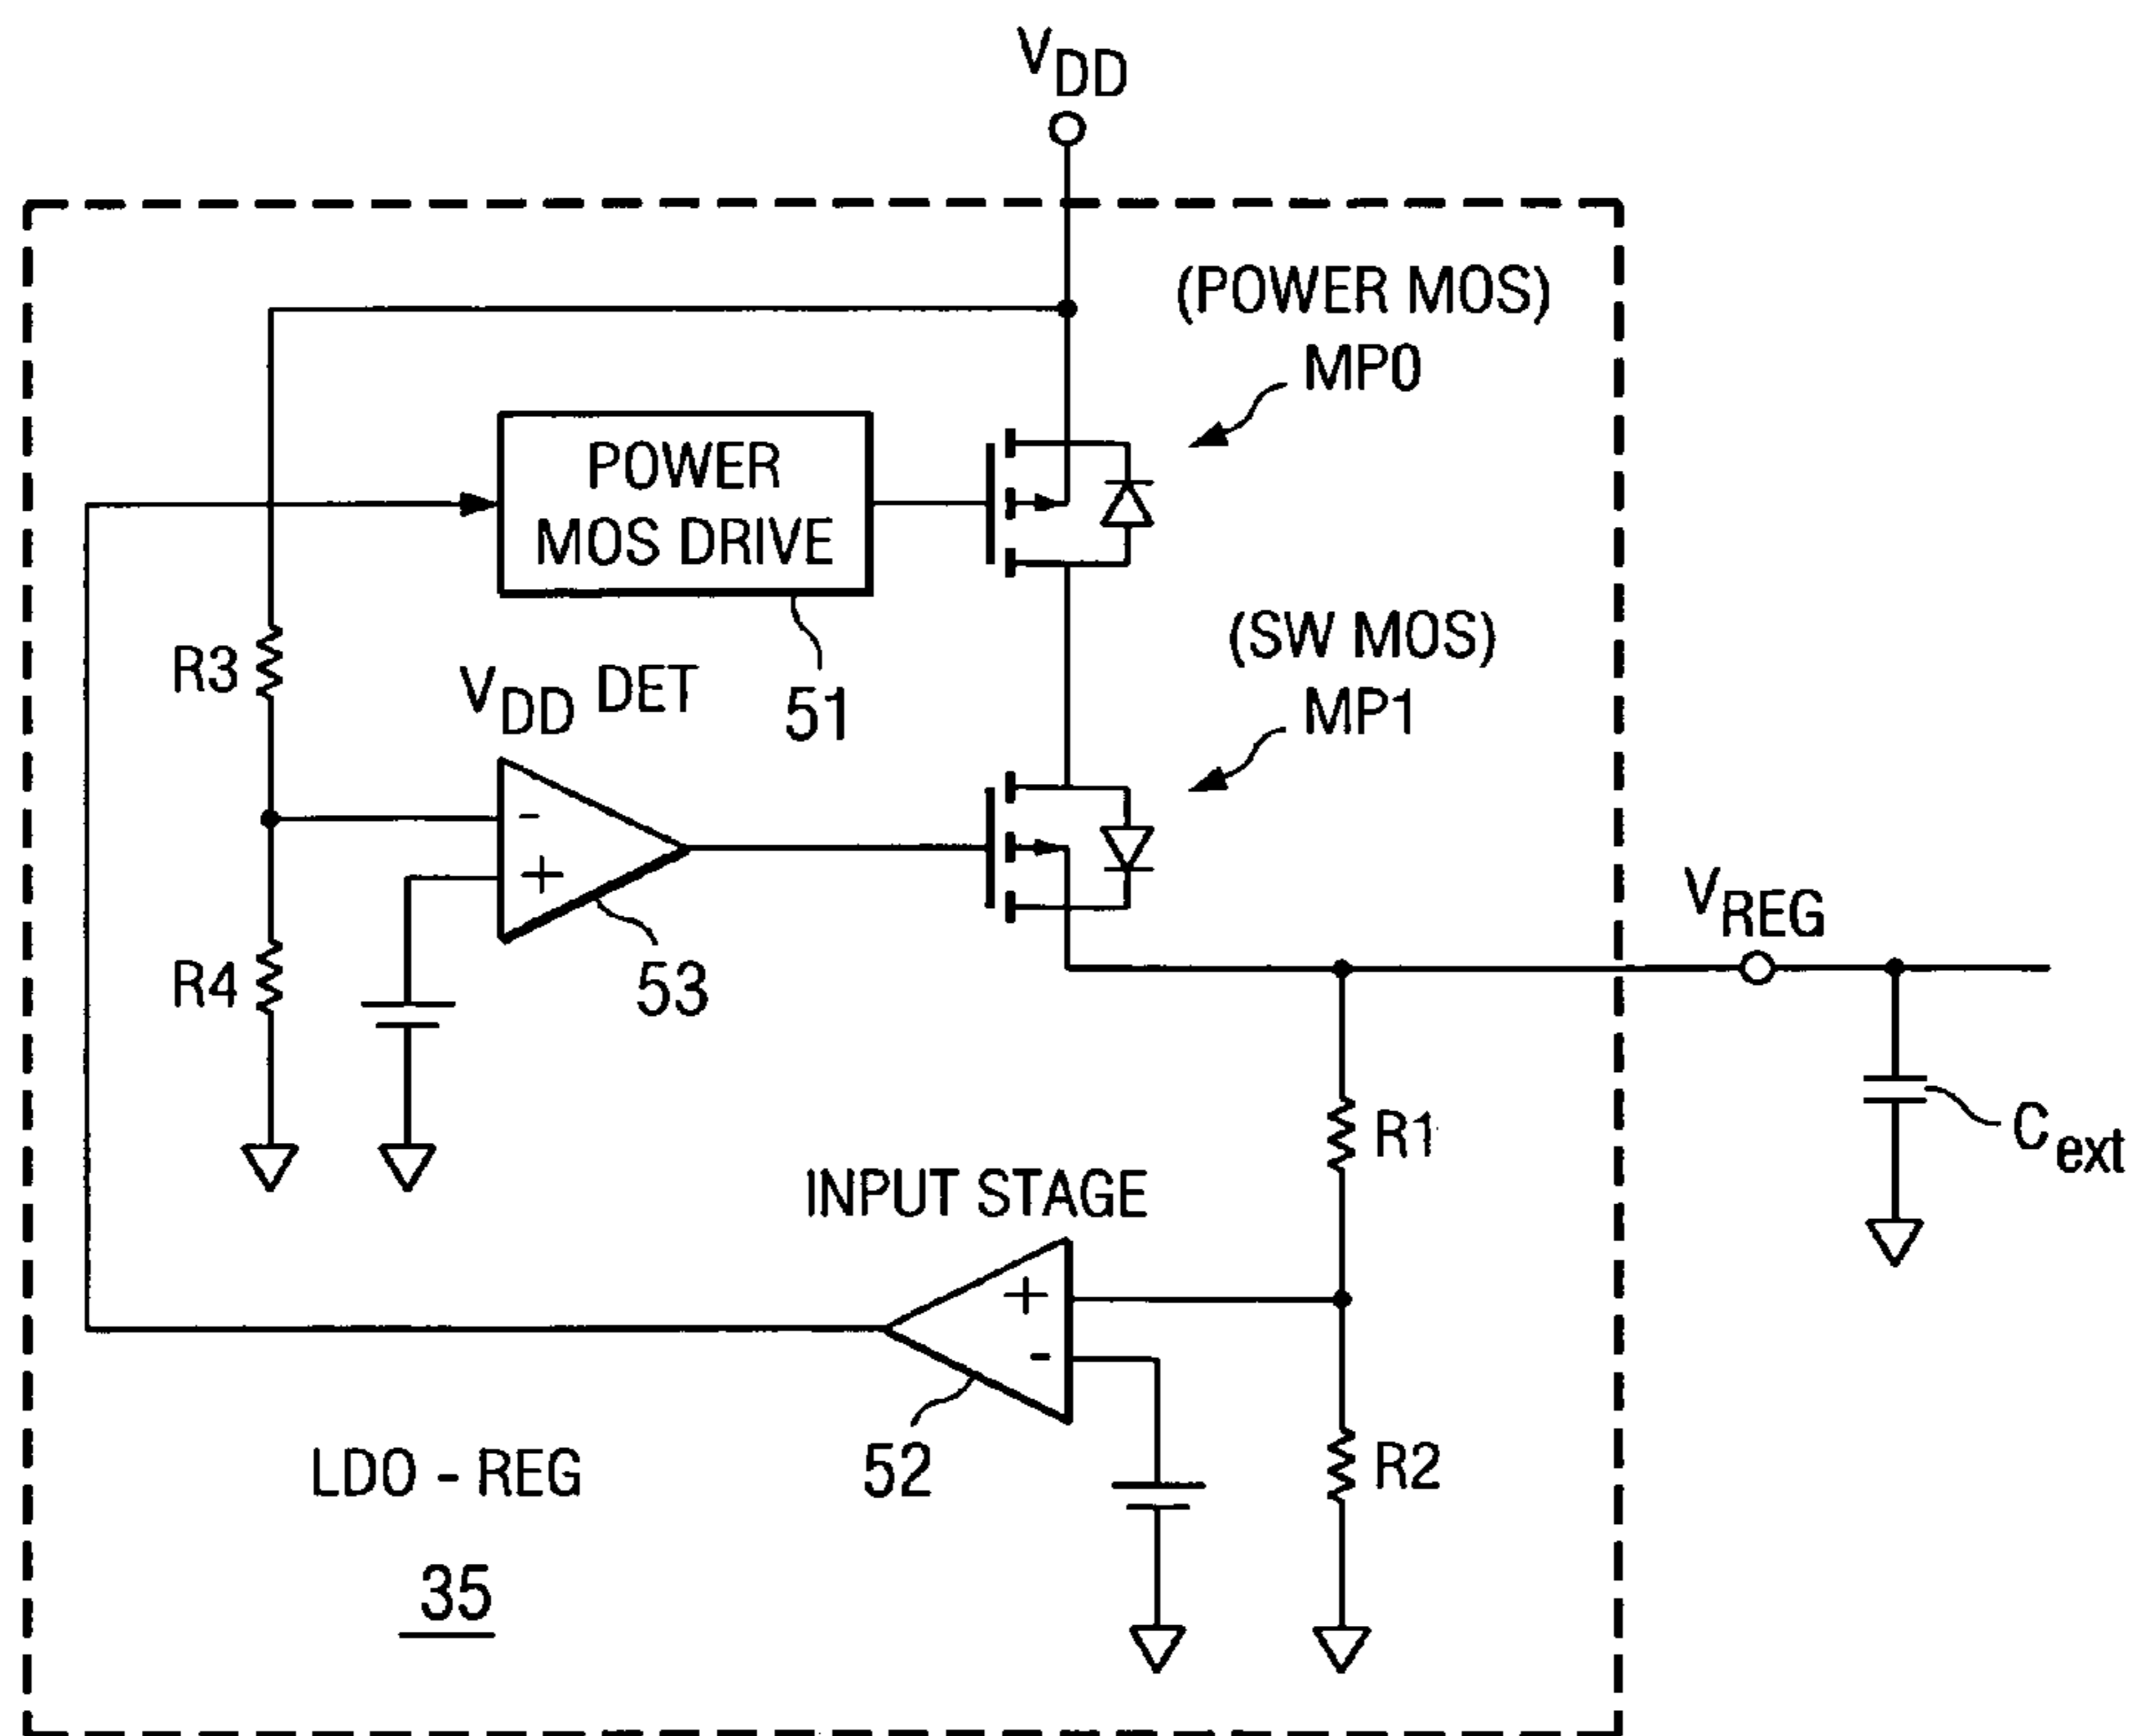 VDD
(POWER MOS)
MP0
POWER
MOS DRIVE
51
(SW MOS)
MP1
R3
VDD DET
-
+
53
R4
VREG
Cext
R1
INPUT STAGE
+
-
52
R2
LDO - REG
35